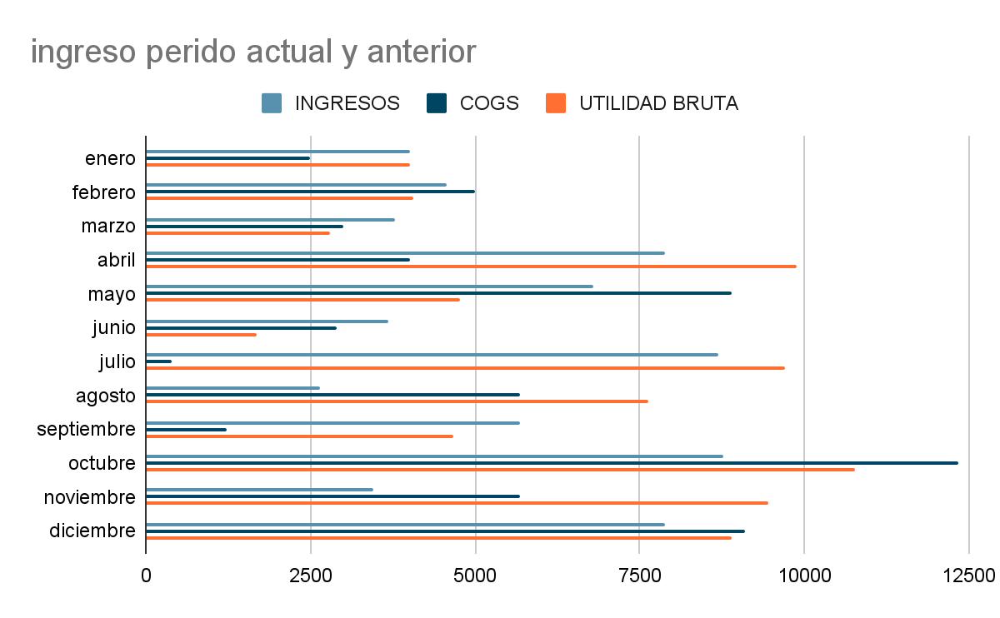 ingreso perido actual y anterior
INGRESOS COGS UTILIDAD BRUTA
enero
febrero
marzo
abril
mayo
junio
julio
agosto
septiembre
octubre
noviembre
diciembre
0 2500 5000 7500 10000 12500